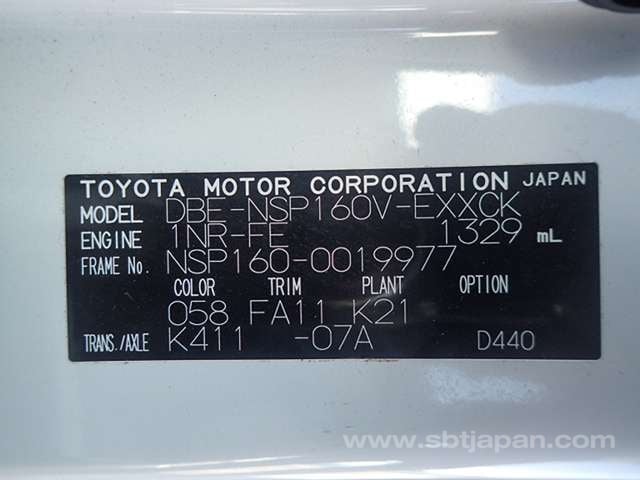 TOYOTA MOTOR CORPORATION JAPAN
MODEL DBE-NSP160V-EXXCK
ENGINE 1NR-FE 1329 mL
FRAME No. NSP160-0019977
COLOR TRIM PLANT OPTION
058 FA11 K21
TRANS./AXLE K411 -07A D440
www.sbtjapan.com